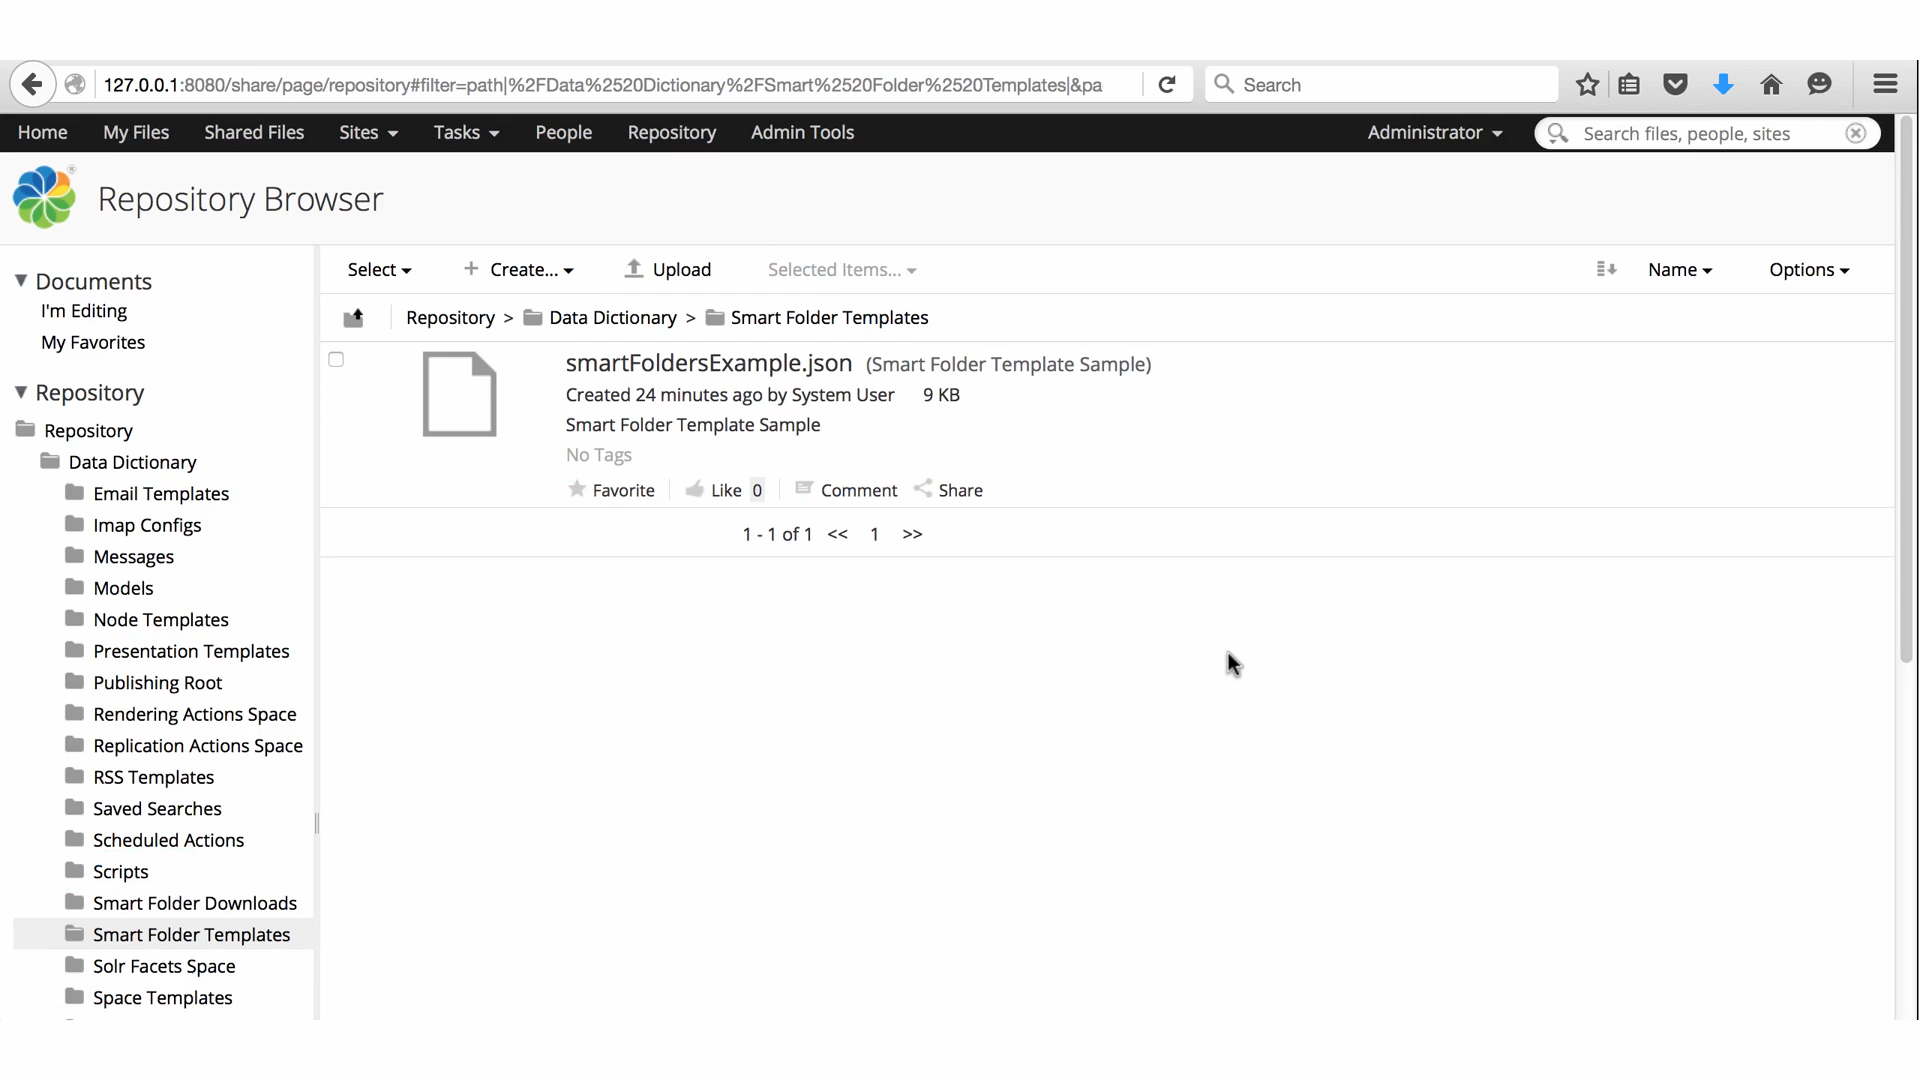 127.0.0.1:8080/share/page/repository#filter=path|%2FData%2520Dictionary%2FSmart%2520Folder%2520Templates|&pa
Search
Home My Files Shared Files Sites Tasks People Repository Admin Tools Administrator Search files, people, sites
Repository Browser
Documents
I'm Editing
My Favorites
Repository
Repository
Data Dictionary
Email Templates
Imap Configs
Messages
Models
Node Templates
Presentation Templates
Publishing Root
Rendering Actions Space
Replication Actions Space
RSS Templates
Saved Searches
Scheduled Actions
Scripts
Smart Folder Downloads
Smart Folder Templates
Solr Facets Space
Space Templates
Select + Create... Upload Selected Items... Name Options
Repository > Data Dictionary > Smart Folder Templates
smartFoldersExample.json (Smart Folder Template Sample)
Created 24 minutes ago by System User 9 KB
Smart Folder Template Sample
No Tags
Favorite Like 0 Comment Share
1 - 1 of 1 << 1 >>